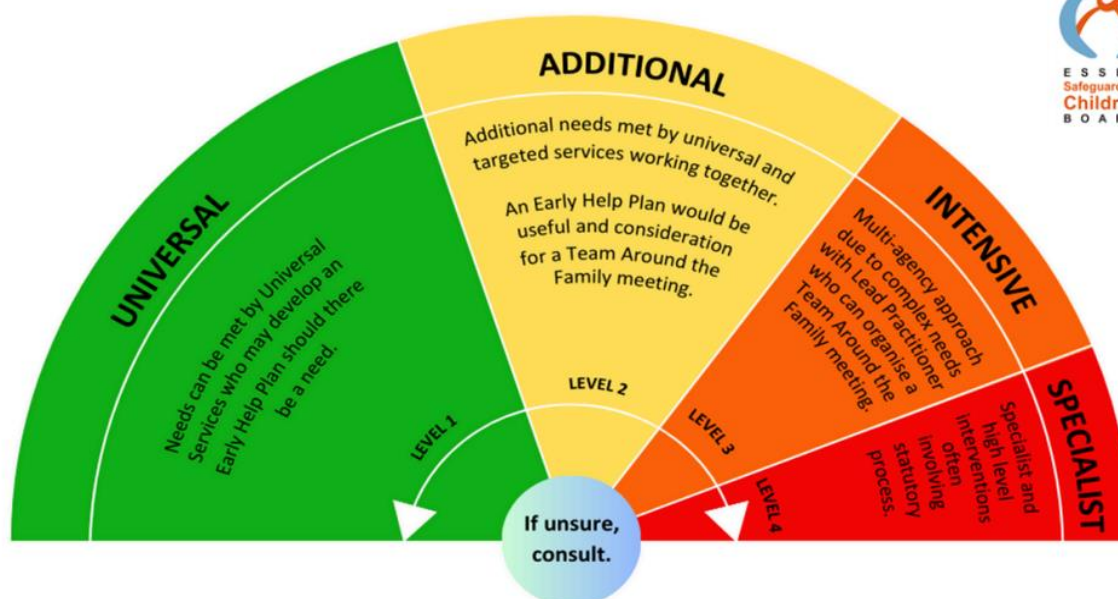 UNIVERSAL
Needs can be met by Universal
Services who may develop an
Early Help Plan should there
be a need.
LEVEL 1
ADDITIONAL
Additional needs met by universal and
targeted services working together.
An Early Help Plan would be
useful and consideration
for a Team Around the
Family meeting.
LEVEL 2
INTENSIVE
Multi-agency approach
due to complex needs
with Lead Practitioner
who can organise a
Team Around the
Family meeting.
LEVEL 3
SPECIALIST
Specialist and
high level
interventions
often
involving
statutory
process.
LEVEL 4
If unsure,
consult.